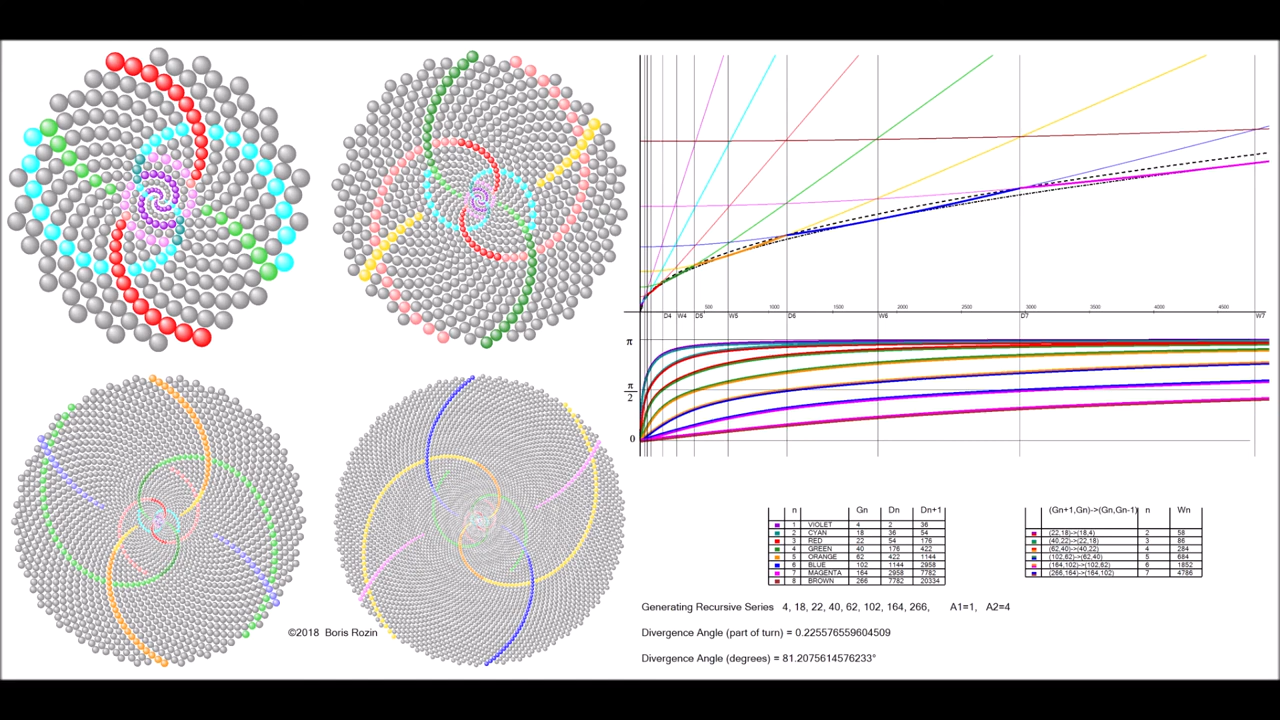 500 1000 1500 2000 2500 3000 3500 4000 4500
D4 W4 D5 W5 D6 W6 D7 W7
π
π
2
0
n Gn Dn Dn+1
1 VIOLET 4 2 36
2 CYAN 18 36 54
3 RED 22 54 176
4 GREEN 40 176 422
5 ORANGE 62 422 1144
6 BLUE 102 1144 2958
7 MAGENTA 164 2958 7782
8 BROWN 266 7782 20334
(Gn+1,Gn)->(Gn,Gn-1) n Wn
(22,18)->(18,4) 2 58
(40,22)->(22,18) 3 86
(62,40)->(40,22) 4 284
(102,62)->(62,40) 5 684
(164,102)->(102,62) 6 1852
(266,164)->(164,102) 7 4786
Generating Recursive Series 4, 18, 22, 40, 62, 102, 164, 266, A1=1, A2=4
©2018 Boris Rozin
Divergence Angle (part of turn) = 0.225576559604509
Divergence Angle (degrees) = 81.2075614576233°